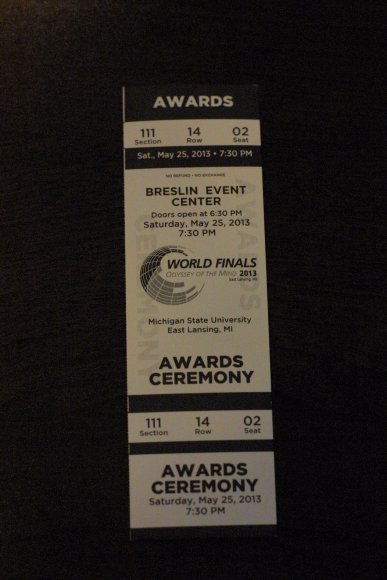 AWARDS
111 14 02
Section Row Seat
Sat., May 25, 2013 • 7:30 PM
NO REFUND • NO EXCHANGE
BRESLIN EVENT
CENTER
Doors open at 6:30 PM
Saturday, May 25, 2013
7:30 PM
WORLD FINALS
ODYSSEY OF THE MIND 2013
East Lansing, MI
Michigan State University
East Lansing, MI
AWARDS
CEREMONY
AWARDS
CEREMONY
111 14 02
Section Row Seat
AWARDS
CEREMONY
Saturday, May 25, 2013
7:30 PM